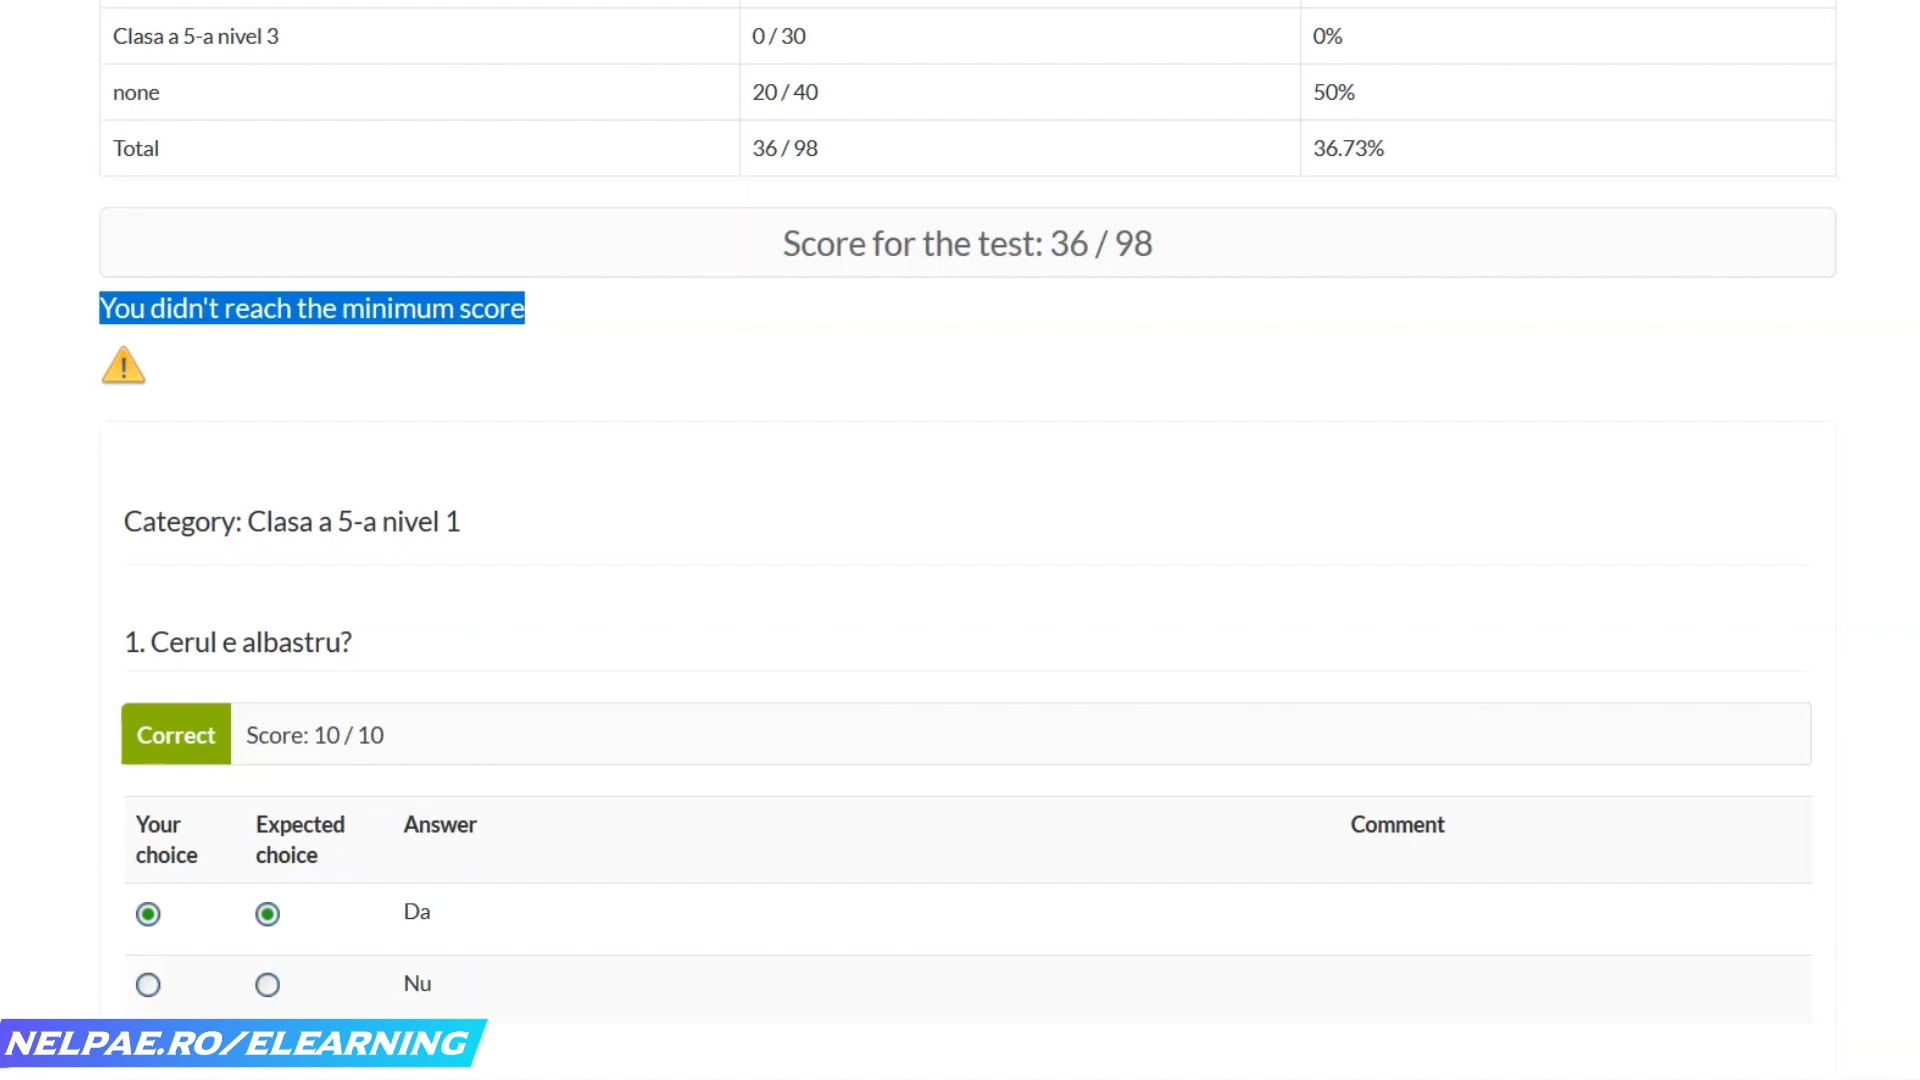 Clasa a 5-a nivel 3 0 / 30 0%
none 20 / 40 50%
Total 36 / 98 36.73%
Score for the test: 36 / 98
You didn't reach the minimum score
Category: Clasa a 5-a nivel 1
1. Cerul e albastru?
Correct Score: 10 / 10
Your choice Expected choice Answer Comment
Da
Nu
NELPAE.RO/ELEARNING